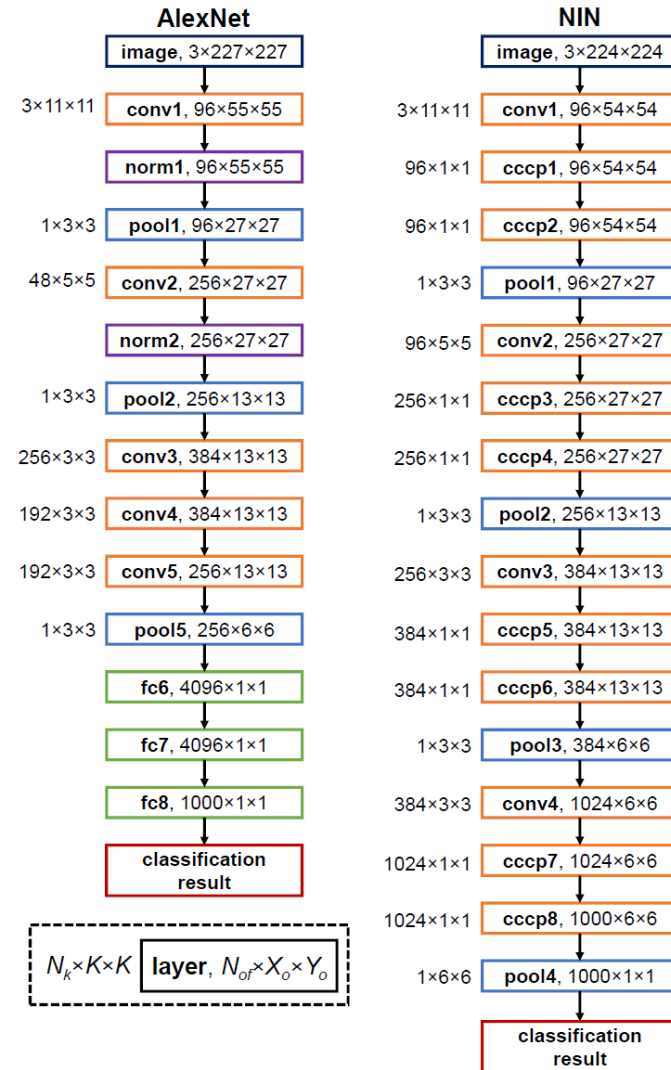 AlexNet
image, 3×227×227
3×11×11 conv1, 96×55×55
norm1, 96×55×55
1×3×3 pool1, 96×27×27
48×5×5 conv2, 256×27×27
norm2, 256×27×27
1×3×3 pool2, 256×13×13
256×3×3 conv3, 384×13×13
192×3×3 conv4, 384×13×13
192×3×3 conv5, 256×13×13
1×3×3 pool5, 256×6×6
fc6, 4096×1×1
fc7, 4096×1×1
fc8, 1000×1×1
classification
result
Nk×K×K layer, Nof×Xo×Yo
NIN
image, 3×224×224
3×11×11 conv1, 96×54×54
96×1×1 cccp1, 96×54×54
96×1×1 cccp2, 96×54×54
1×3×3 pool1, 96×27×27
96×5×5 conv2, 256×27×27
256×1×1 cccp3, 256×27×27
256×1×1 cccp4, 256×27×27
1×3×3 pool2, 256×13×13
256×3×3 conv3, 384×13×13
384×1×1 cccp5, 384×13×13
384×1×1 cccp6, 384×13×13
1×3×3 pool3, 384×6×6
384×3×3 conv4, 1024×6×6
1024×1×1 cccp7, 1024×6×6
1024×1×1 cccp8, 1000×6×6
1×6×6 pool4, 1000×1×1
classification
result